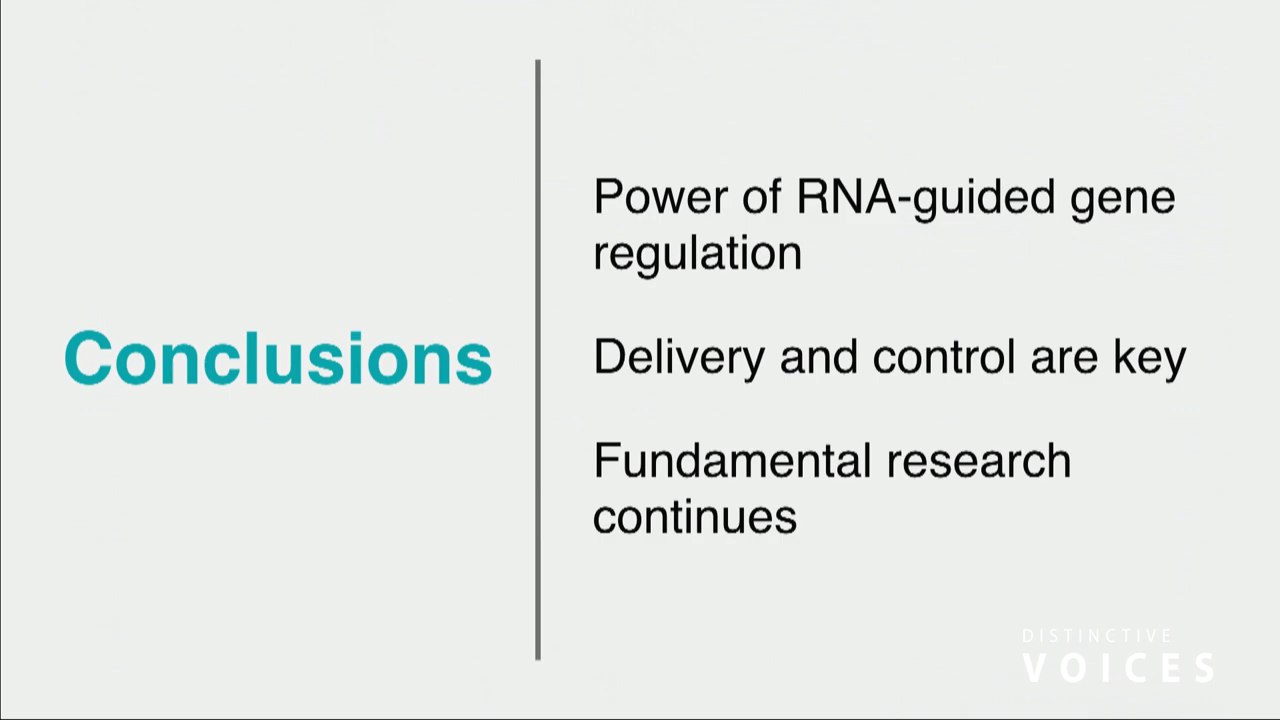 Conclusions
Power of RNA-guided gene
regulation
Delivery and control are key
Fundamental research
continues
DISTINCTIVE
VOICES